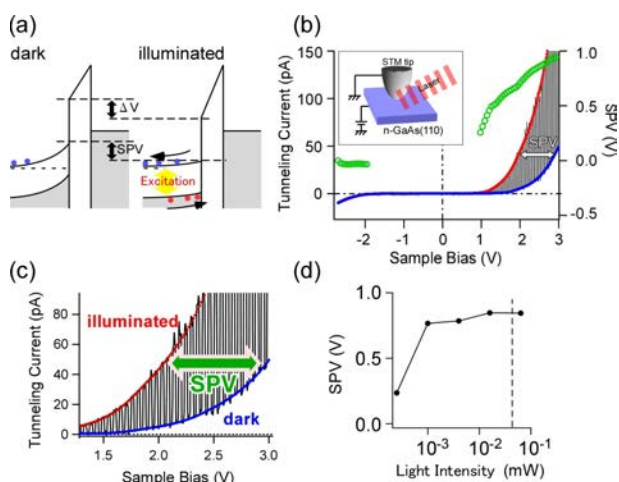 (a)
dark
illuminated
ΔV
SPV
Excitation
(b)
Tunneling Current (pA)
150
100
50
0
STM tip
Laser
n-GaAs(110)
SPV
1.0
0.5
0.0
-0.3
SPV (V)
-2
-1
0
1
2
3
Sample Bias (V)
(c)
Tunneling Current (pA)
80
60
40
20
0
illuminated
SPV
dark
1.5
2.0
2.5
3.0
Sample Bias (V)
(d)
SPV (V)
1.0
0.5
0.0
10-3
10-2
10-1
Light Intensity (mW)